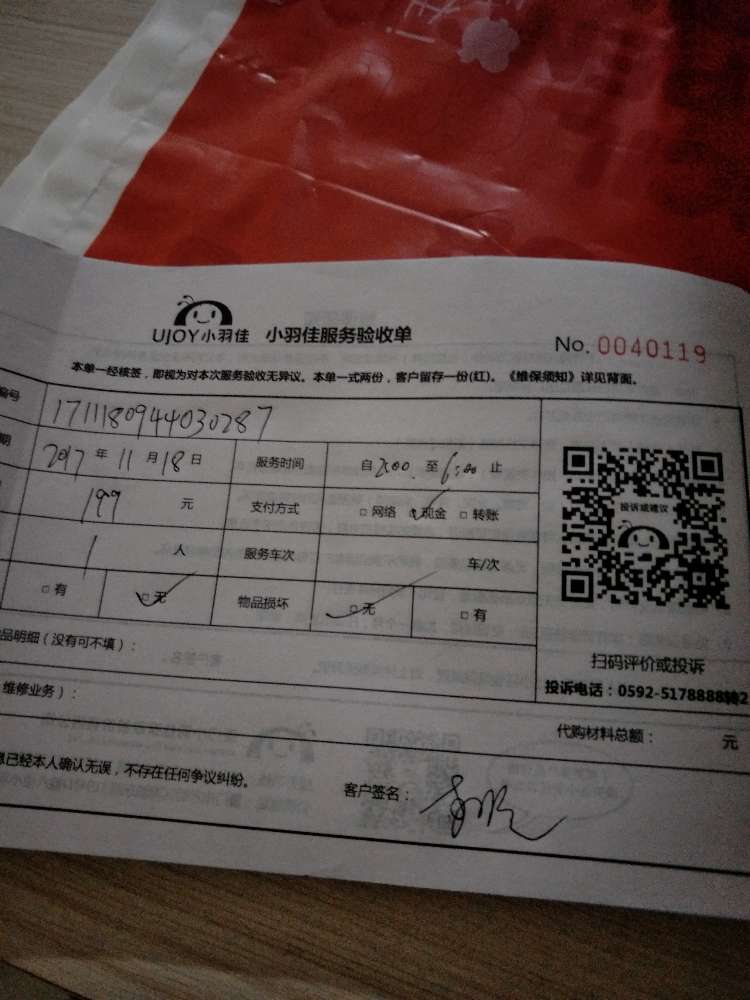 UJOY小羽佳 小羽佳服务验收单 No. 0040119
本单一经核签，即视为对本次服务验收无异议。本单一式两份，客户留存一份(红)。《维保须知》详见背面。
编号 1711180944030287
期 2017 年 11 月 18 日 服务时间 自 2:00 至 6:00 止
199 元 支付方式 □ 网络 □ 现金 □ 转账
投诉或建议
1 人 服务车次 车/次
□ 有 □ 无 物品损坏 □ 无 □ 有
品明细（没有可不填）：
扫码评价或投诉
维修业务）： 投诉电话：0592-5178888转2
代购材料总额： 元
息已经本人确认无误，不存在任何争议纠纷。 客户签名：